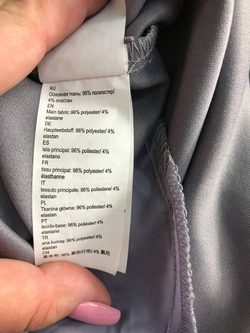 RU
Основная ткань: 96% полиэстер/
4% эластан
EN
Main fabric: 96% polyester/ 4%
elastane
DE
Hauptwebstoff: 96% polyester/ 4%
elastan
ES
tela principal: 96% poliester/ 4%
elastano
FR
tissu principal: 96% polyester/ 4%
élasthanne
IT
tessuto principale: 96% poliestere/ 4%
elastan
PL
Tkanina główna: 96% poliester/ 4%
elastan
PT
tecido-base: 96% poliéster/ 4%
elastano
TR
ana kumaş: 96% polyester/ 4%
elastan